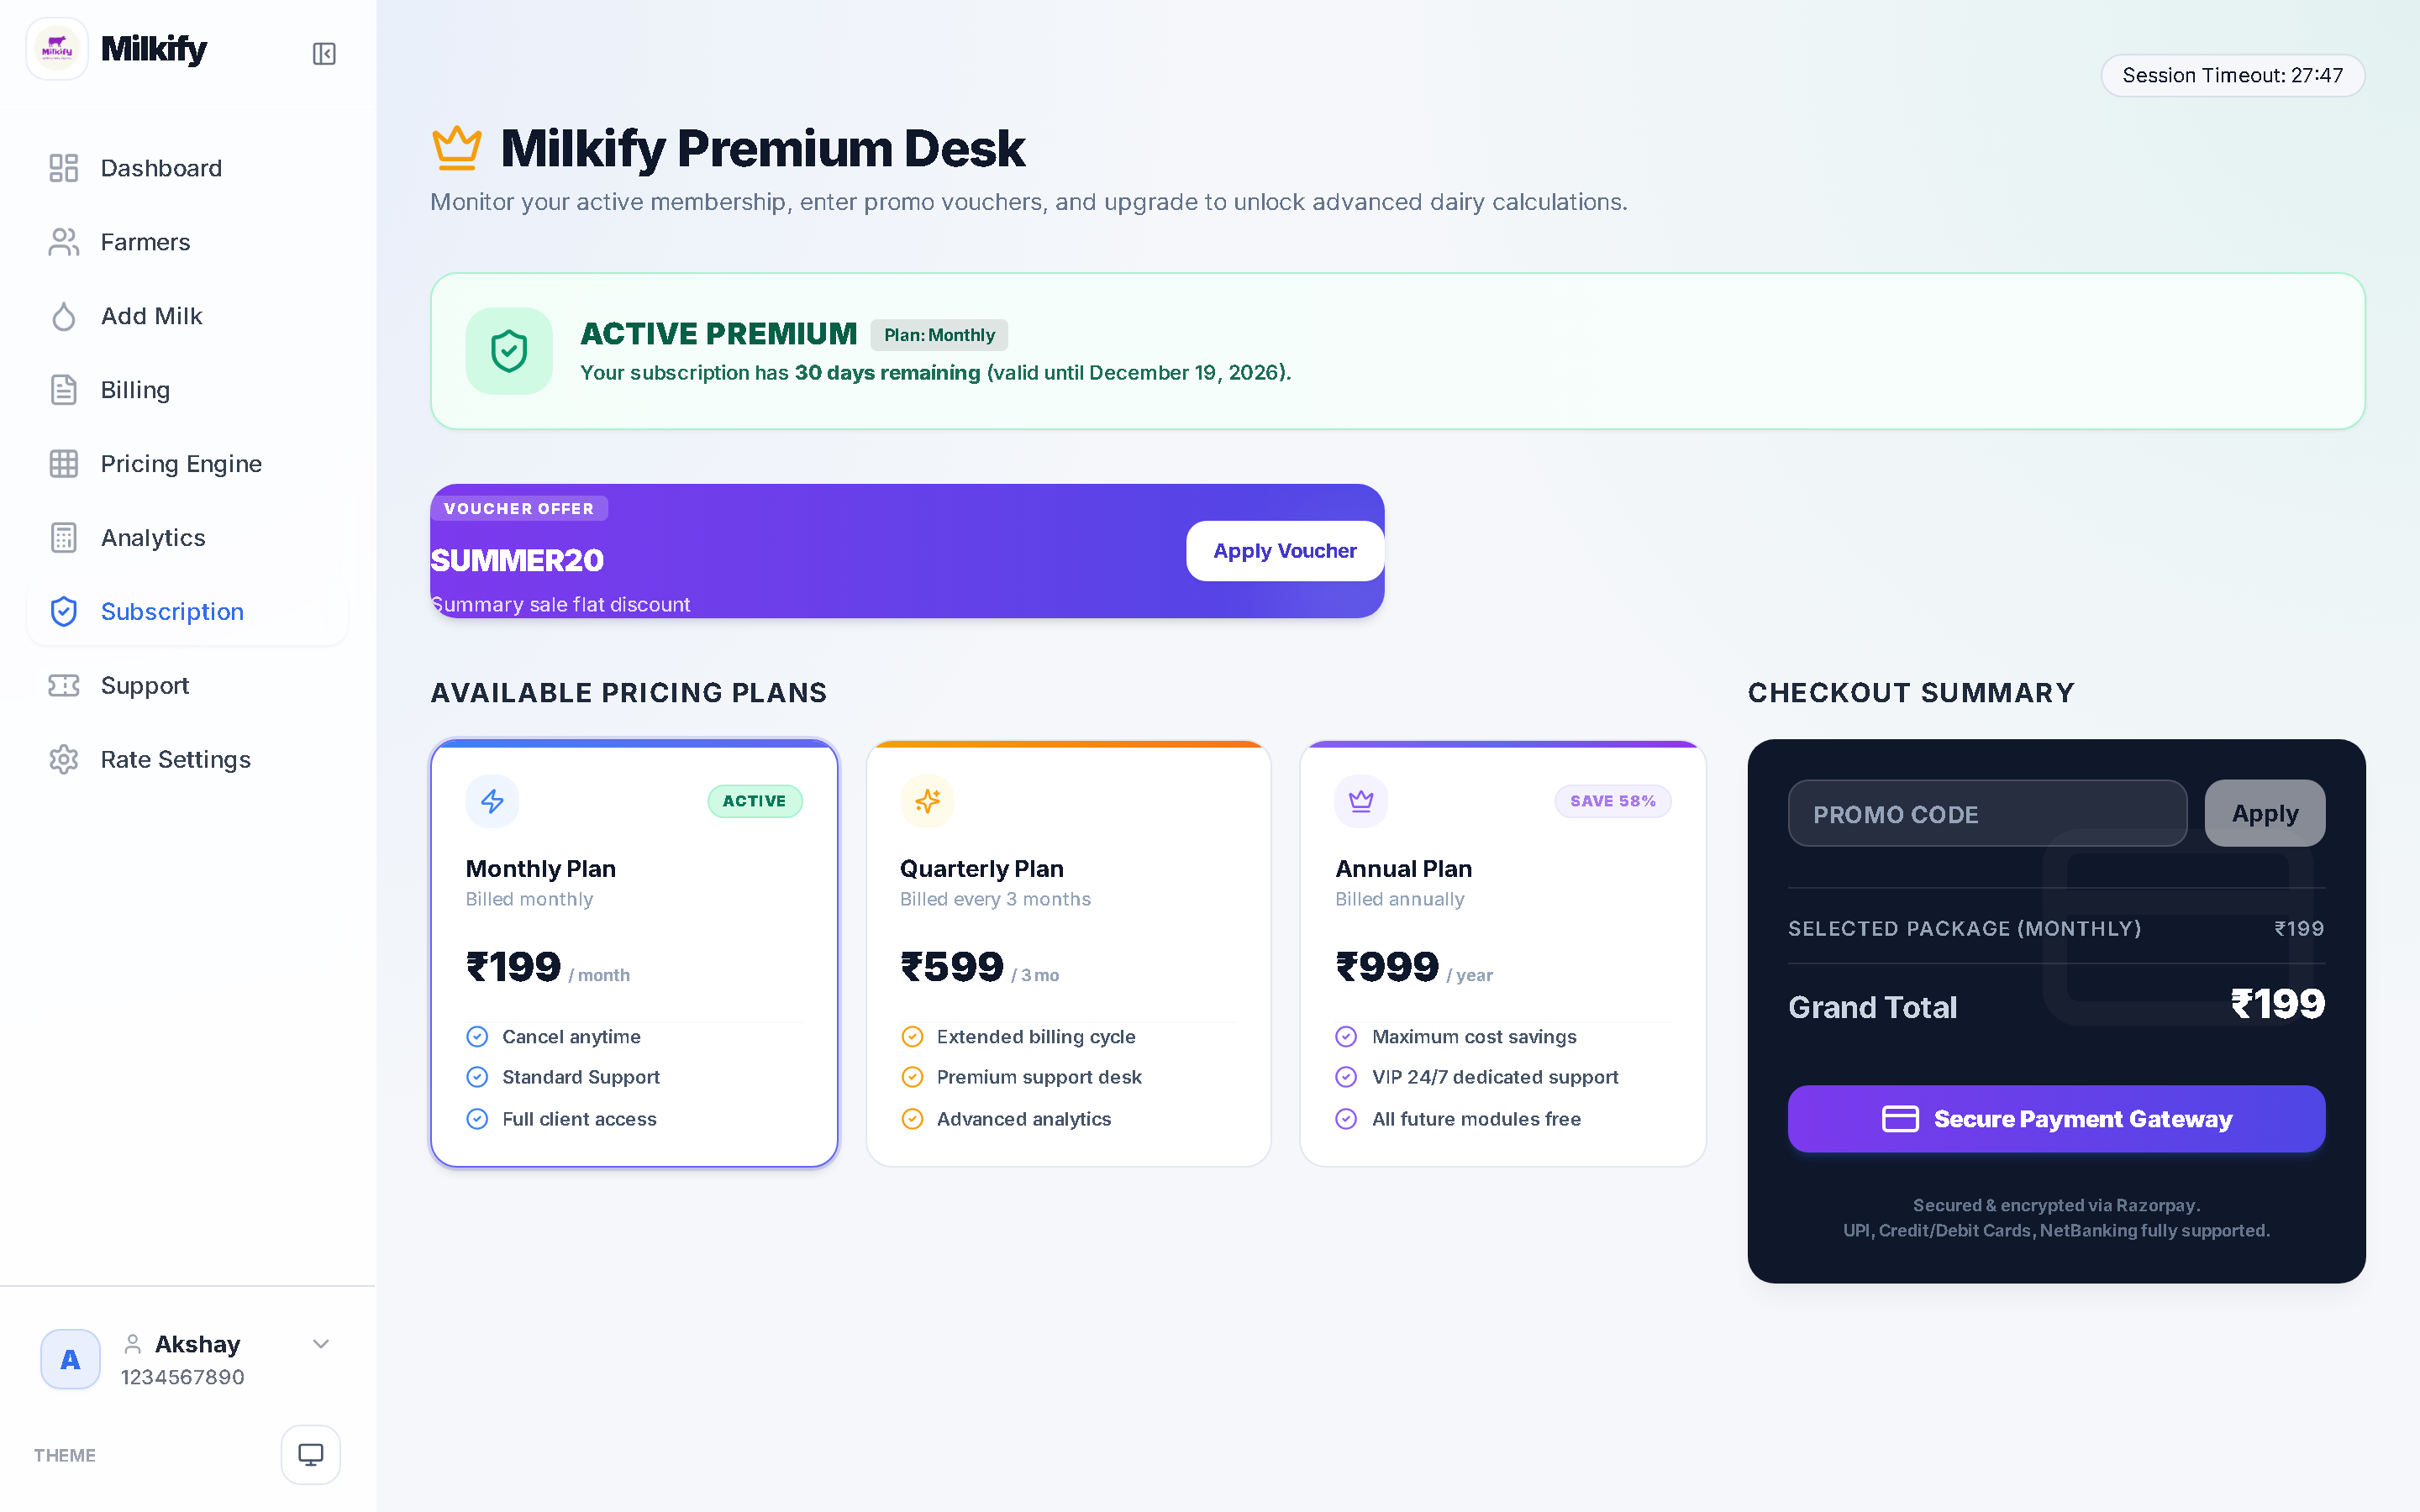 Milkify
Milkify
Dashboard
Farmers
Add Milk
Billing
Pricing Engine
Analytics
Subscription
Support
Rate Settings
A
Akshay
1234567890
THEME
Session Timeout: 27:47
Milkify Premium Desk
Monitor your active membership, enter promo vouchers, and upgrade to unlock advanced dairy calculations.
ACTIVE PREMIUM Plan: Monthly
Your subscription has 30 days remaining (valid until December 19, 2026).
VOUCHER OFFER
SUMMER20
Summary sale flat discount
Apply Voucher
AVAILABLE PRICING PLANS
ACTIVE
Monthly Plan
Billed monthly
₹199 / month
Cancel anytime
Standard Support
Full client access
Quarterly Plan
Billed every 3 months
₹599 / 3 mo
Extended billing cycle
Premium support desk
Advanced analytics
SAVE 58%
Annual Plan
Billed annually
₹999 / year
Maximum cost savings
VIP 24/7 dedicated support
All future modules free
CHECKOUT SUMMARY
PROMO CODE Apply
SELECTED PACKAGE (MONTHLY) ₹199
Grand Total ₹199
Secure Payment Gateway
Secured & encrypted via Razorpay.
UPI, Credit/Debit Cards, NetBanking fully supported.